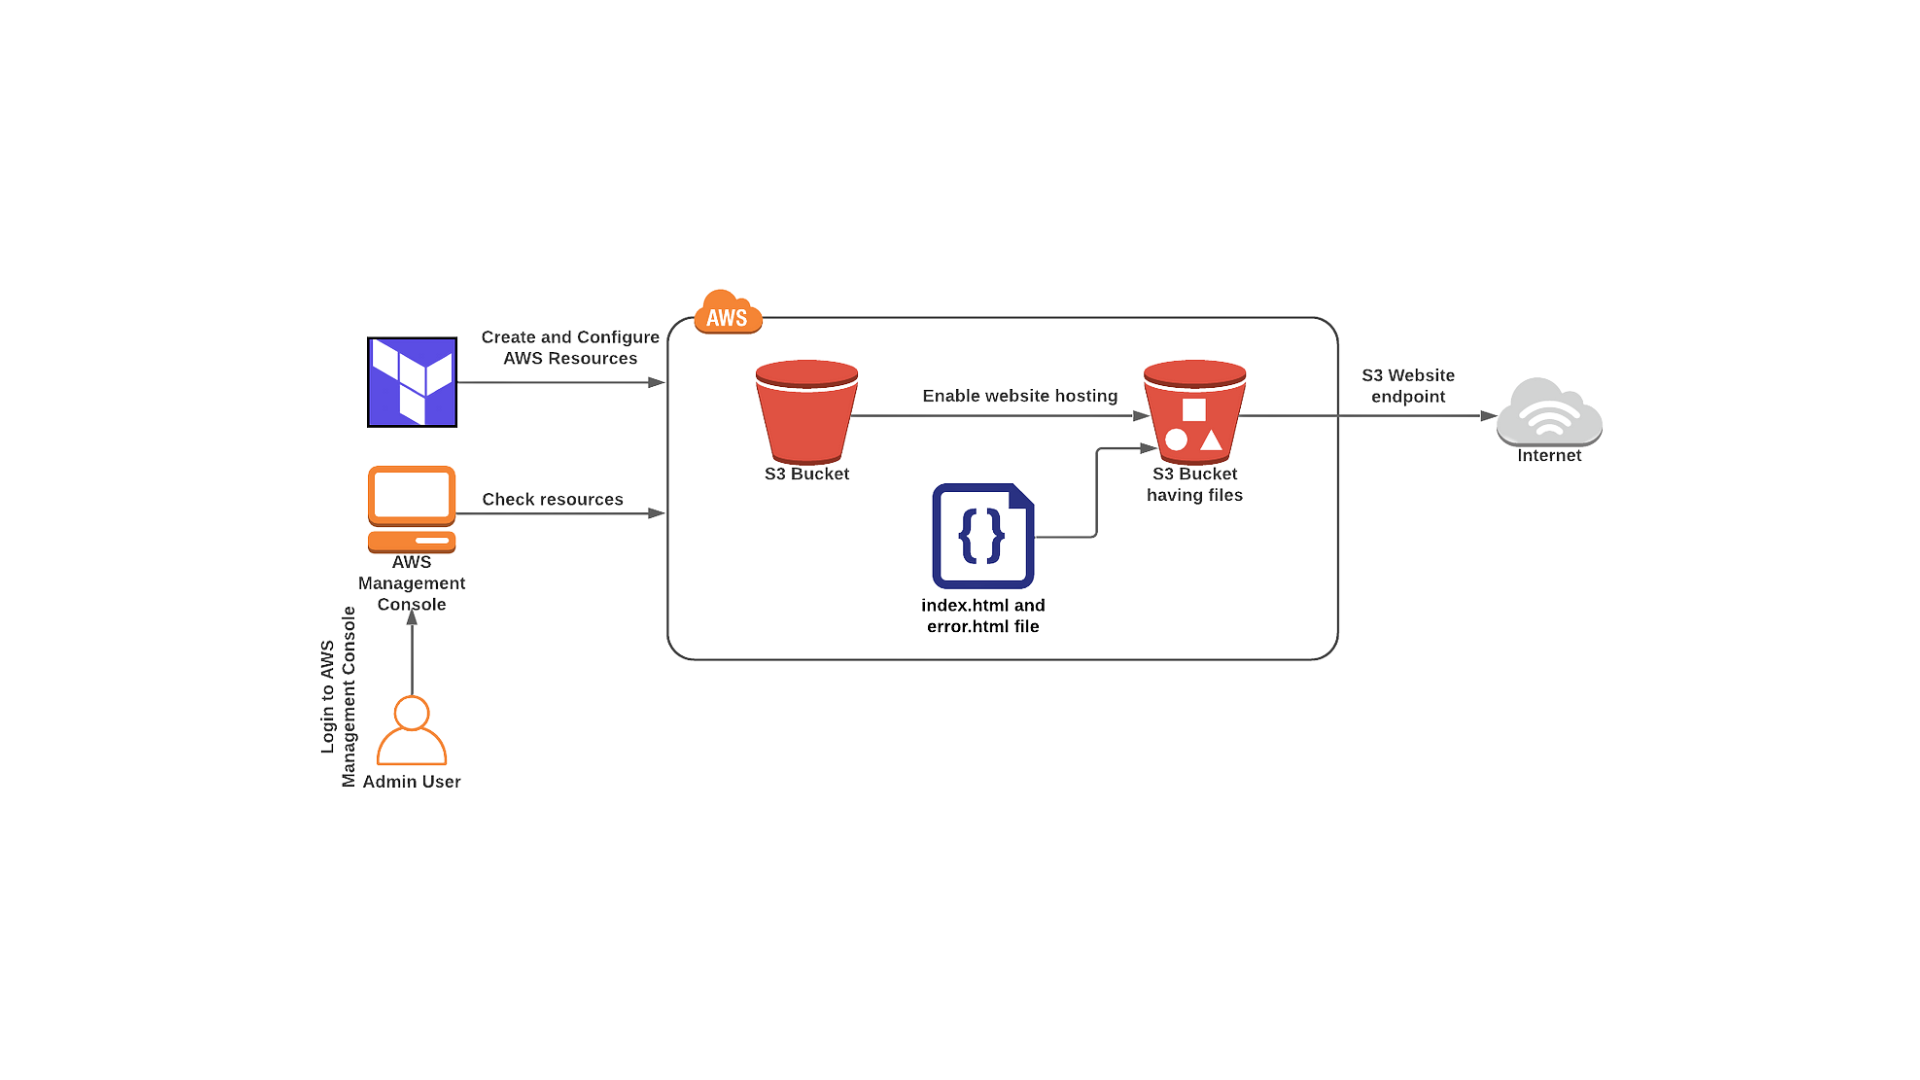 AWS
Create and Configure
AWS Resources
Check resources
AWS
Management
Console
Login to AWS
Management Console
Admin User
S3 Bucket
Enable website hosting
S3 Bucket
having files
index.html and
error.html file
S3 Website
endpoint
Internet